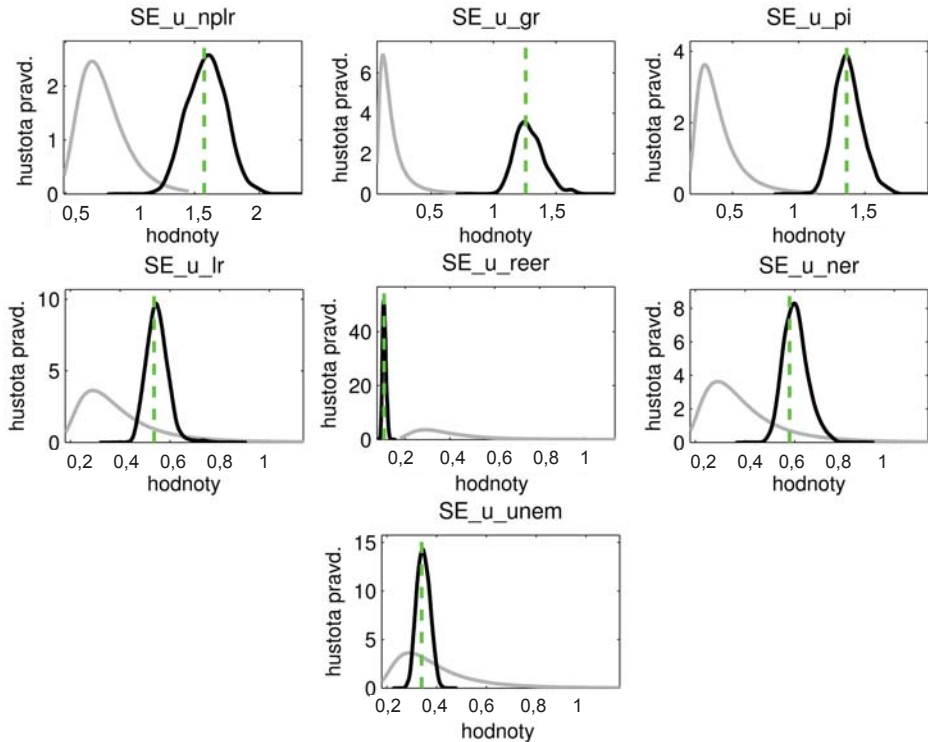 SE_u_nplr
hustota pravd.
2
1
0
0,5 1 1,5 2
hodnoty
SE_u_gr
hustota pravd.
6
4
2
0
0,5 1 1,5
hodnoty
SE_u_pi
hustota pravd.
4
2
0
0,5 1 1,5
hodnoty
SE_u_lr
hustota pravd.
10
5
0
0,2 0,4 0,6 0,8 1
hodnoty
SE_u_reer
hustota pravd.
40
20
0
0,2 0,4 0,6 0,8 1
hodnoty
SE_u_ner
hustota pravd.
8
6
4
2
0
0,2 0,4 0,6 0,8 1
hodnoty
SE_u_unem
hustota pravd.
15
10
5
0
0,2 0,4 0,6 0,8 1
hodnoty